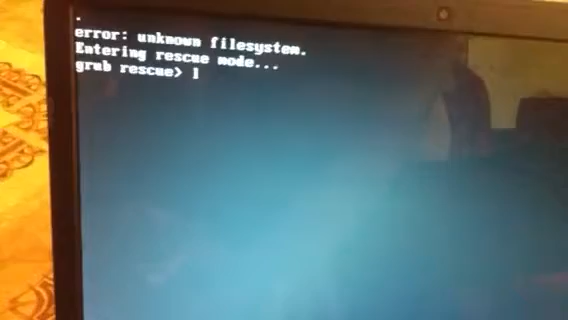 .
error: unknown filesystem.
Entering rescue mode...
grub rescue> l